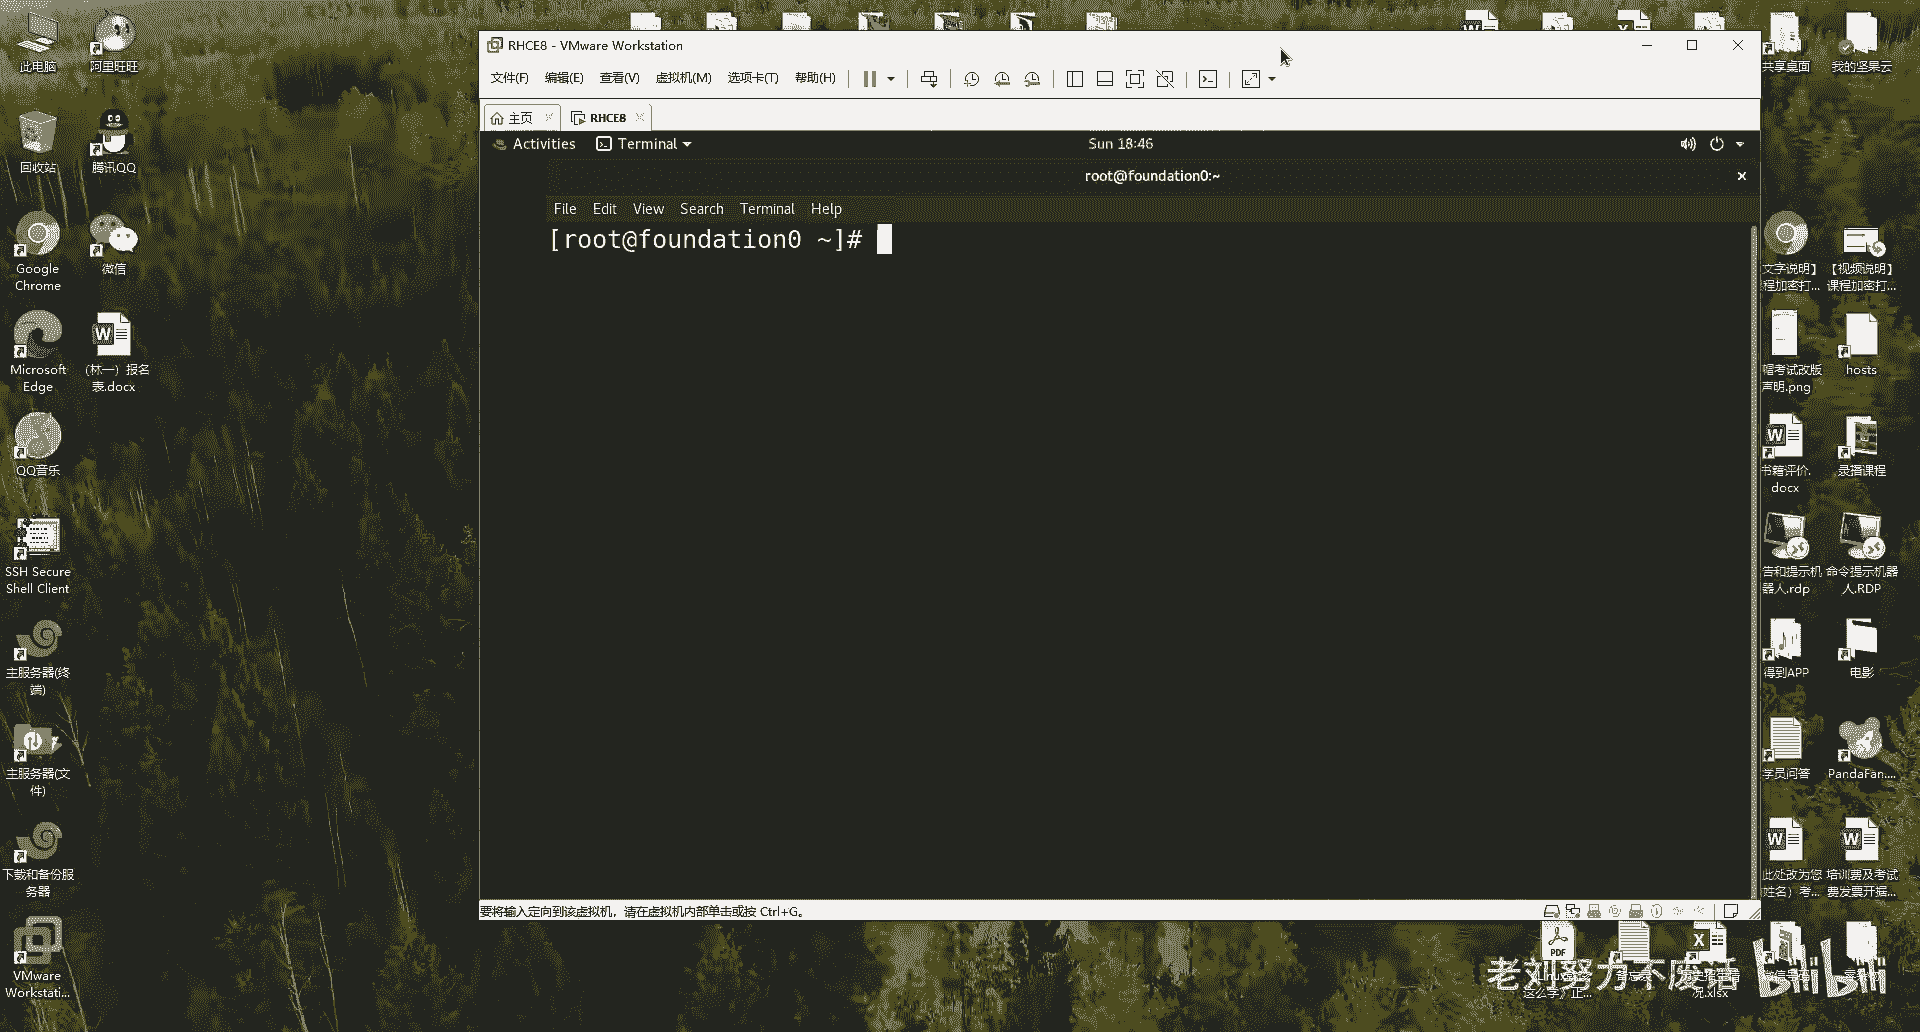 RHCE8 - VMware Workstation
文件(F) 编辑(E) 查看(V) 虚拟机(M) 选项卡(T) 帮助(H)
主页 RHCE8
Activities Terminal Sun 18:46
root@foundation0:~
File Edit View Search Terminal Help
[root@foundation0 ~]#
要将输入定向到该虚拟机，请在虚拟机内部单击或按 Ctrl+G。
此电脑
阿里旺旺
回收站
腾讯QQ
Google
Chrome
微信
Microsoft
Edge
(林一) 报名
表.docx
QQ音乐
SSH Secure
Shell Client
主服务器(终
端)
主服务器(文
件)
下载和备份服
务器
VMware
Workstati...
共享桌面
我的坚果云
文字说明】
程加密打...
【视频说明】
课程加密打...
帽考试改版
声明.png
hosts
书籍评价.
docx
录播课程
告和提示机
器人.rdp
命令提示机器
人.RDP
得到APP
电影
学员问答
PandaFan....
此处改为您
姓名）考...
培训费及考试
费发票开据...
PDF
老刘努力不废话
bilibili